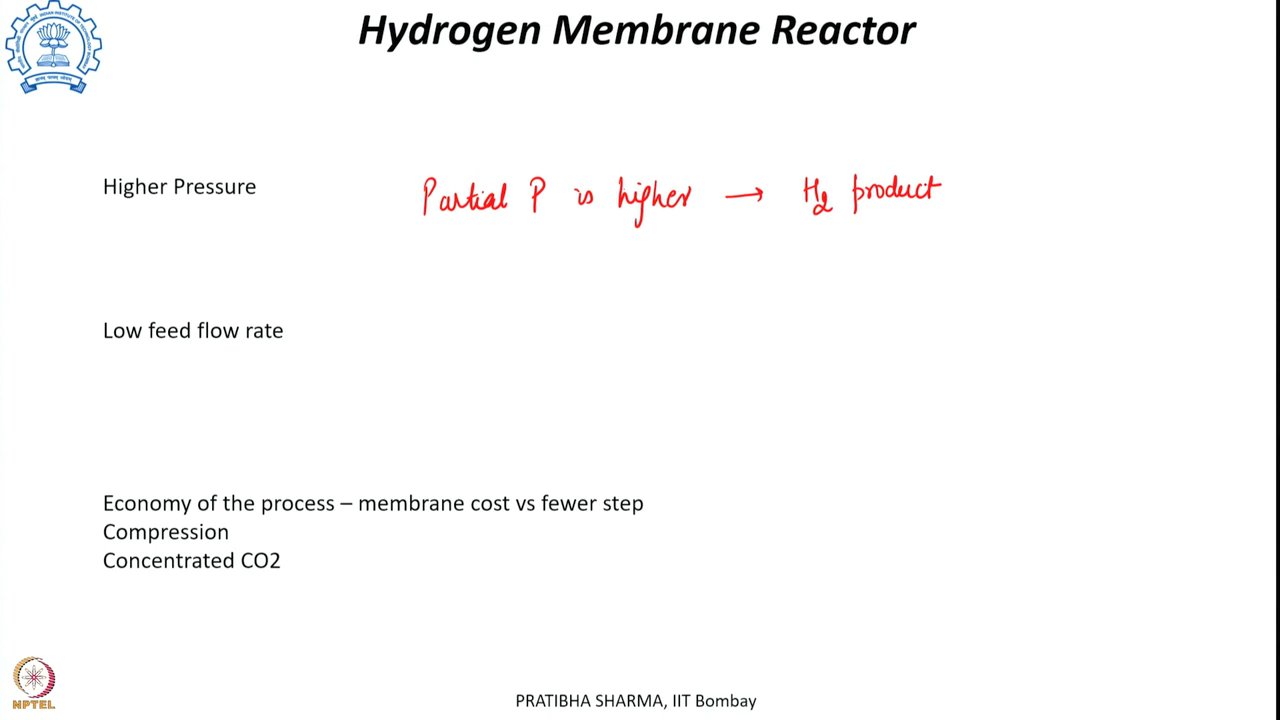 Hydrogen Membrane Reactor
Higher Pressure
Partial P is higher → H2 product
Low feed flow rate
Economy of the process – membrane cost vs fewer step
Compression
Concentrated CO2
NPTEL
PRATIBHA SHARMA, IIT Bombay